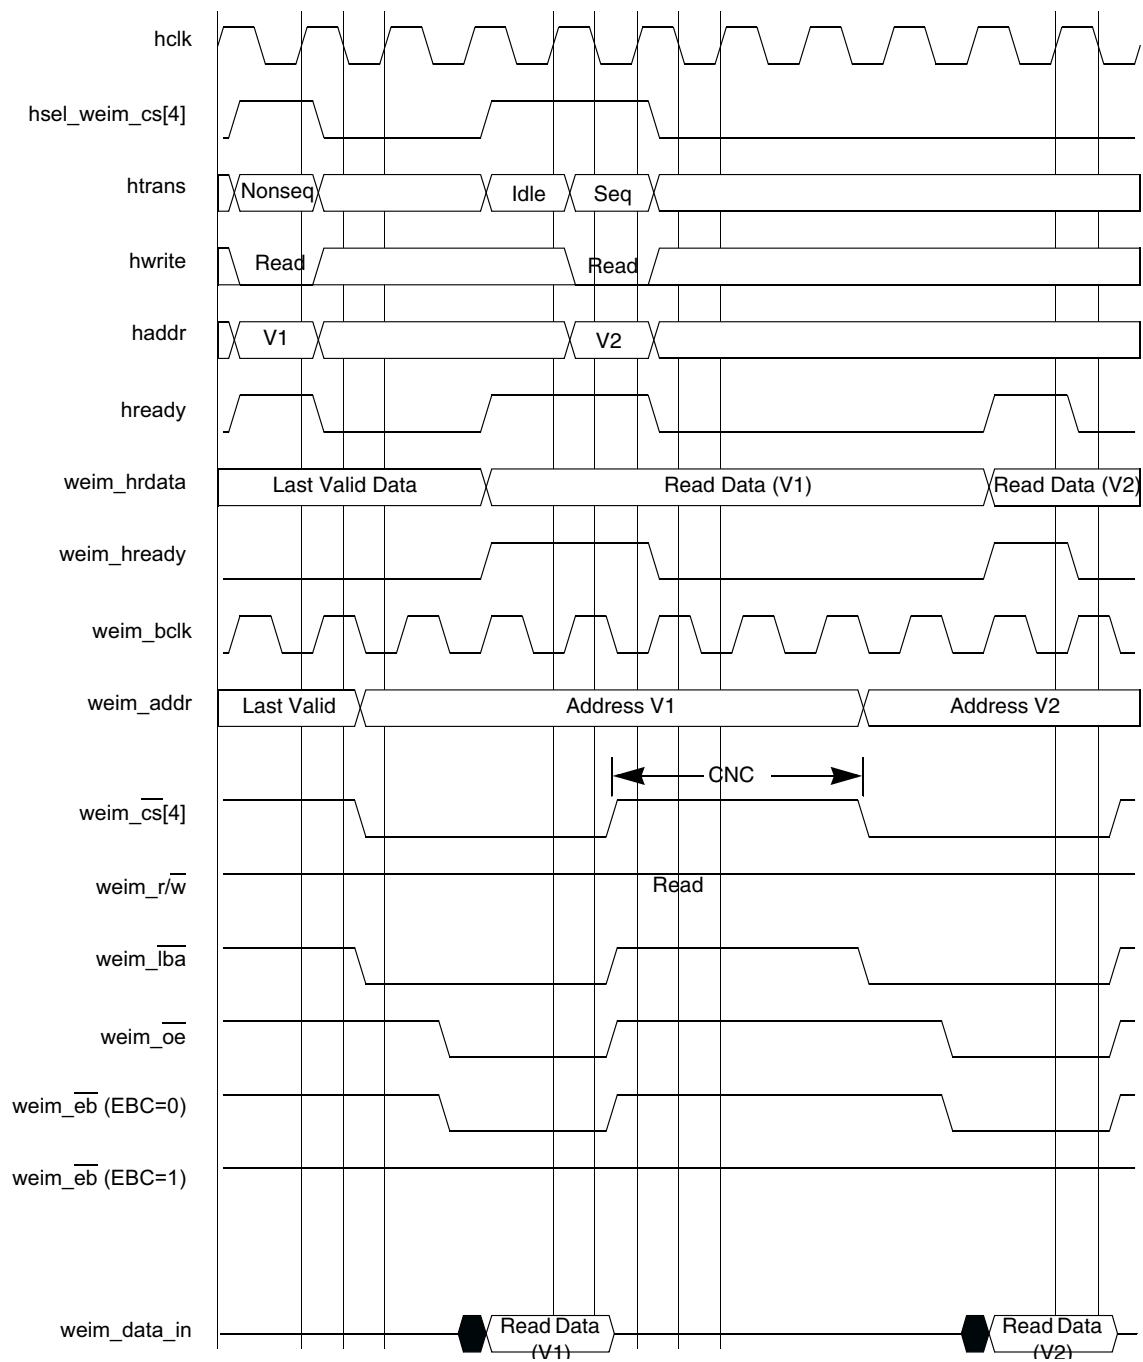 hclk
hsel_weim_cs[4]
htrans Nonseq Idle Seq
hwrite Read Read
haddr V1 V2
hready
weim_hrdata Last Valid Data Read Data (V1) Read Data (V2)
weim_hready
weim_bclk
weim_addr Last Valid Address V1 Address V2
CNC
weim_cs[4]
weim_r/w Read
weim_lba
weim_oe
weim_eb (EBC=0)
weim_eb (EBC=1)
weim_data_in Read Data Read Data
(V1) (V2)